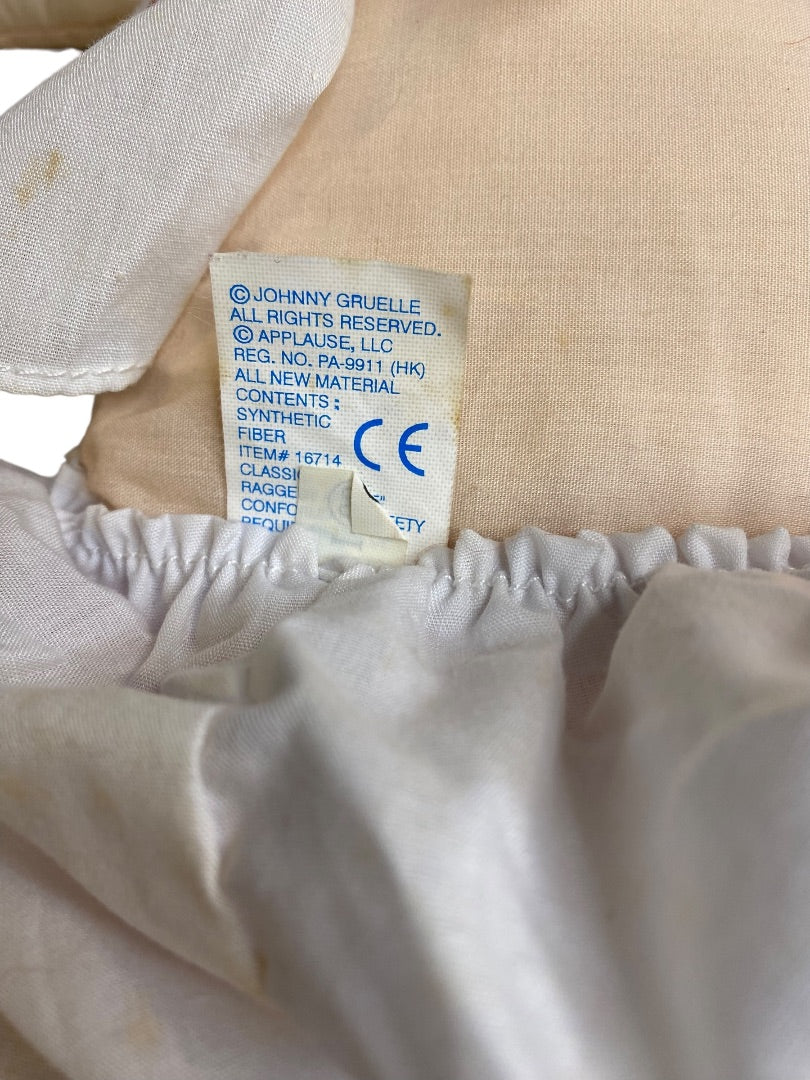 © JOHNNY GRUELLE
ALL RIGHTS RESERVED.
© APPLAUSE, LLC
REG. NO. PA-9911 (HK)
ALL NEW MATERIAL
CONTENTS :
SYNTHETIC
FIBER
CE
ITEM# 16714